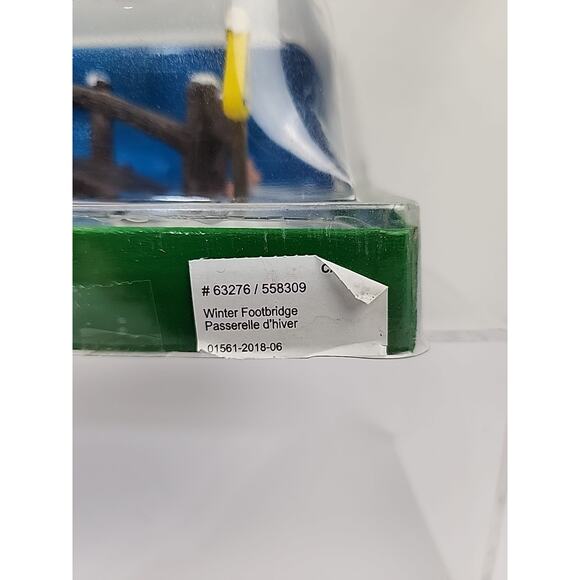 # 63276 / 558309
Winter Footbridge
Passerelle d'hiver
01561-2018-06